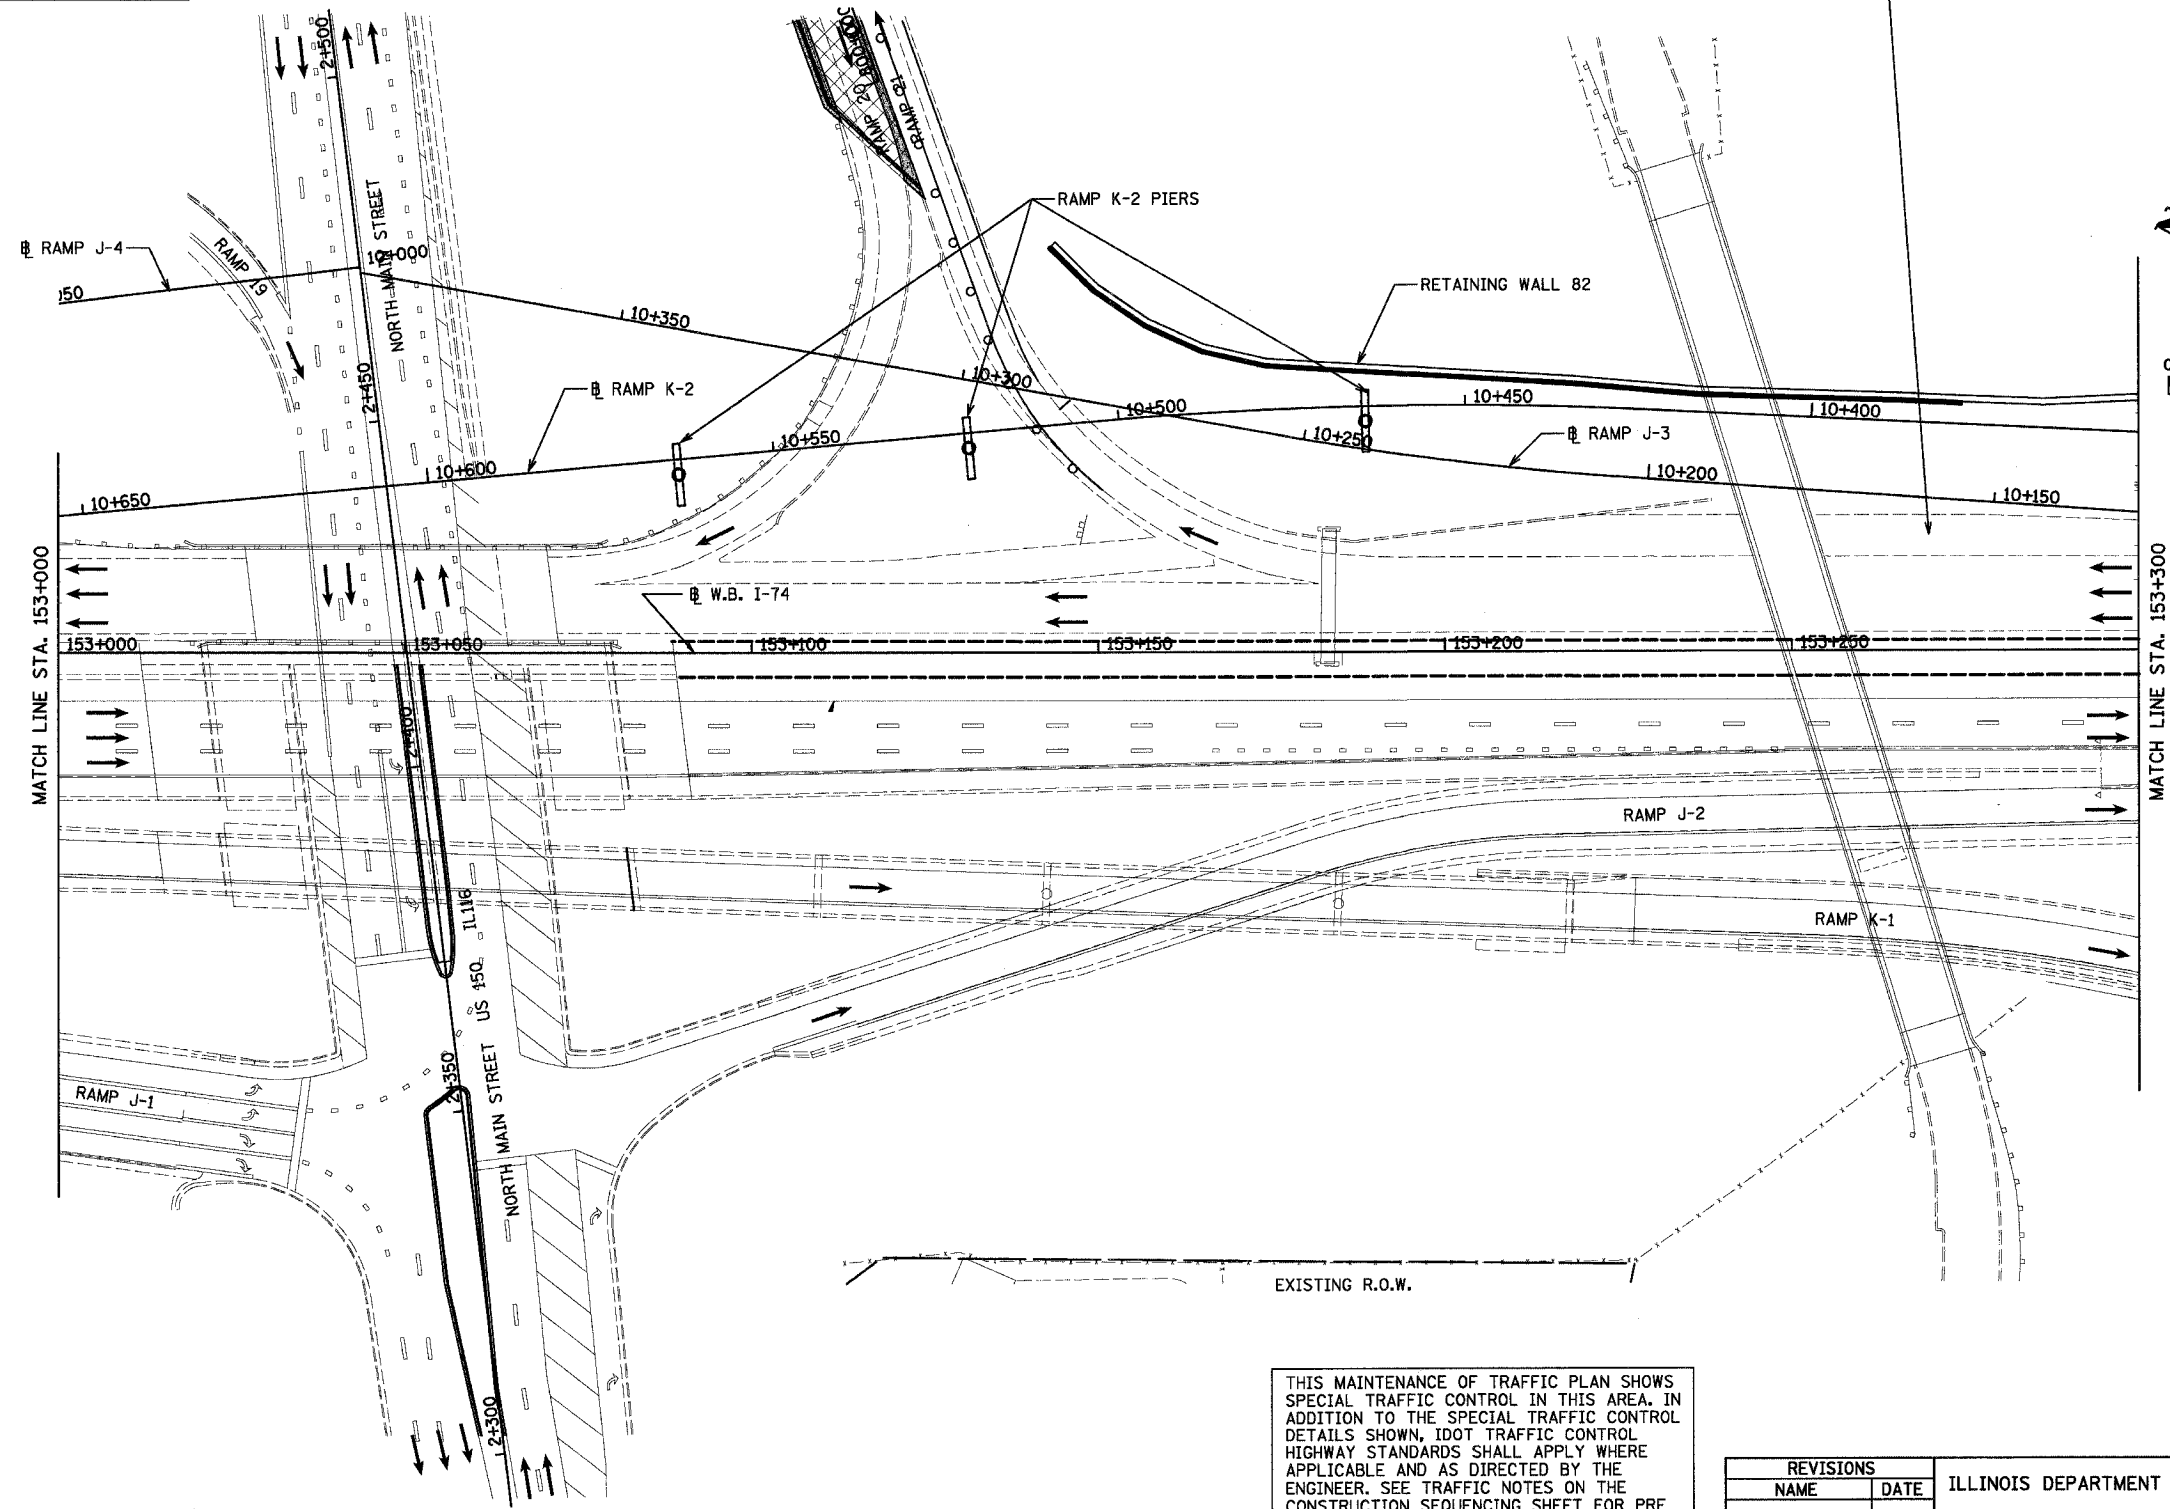 2+500
RAMP 20
RAMP 21
NORTH MAIN STREET
RAMP K-2 PIERS
℄ RAMP J-4
RAMP 19
10+000
RETAINING WALL 82
10+350
2+450
10+300
℄ RAMP K-2
10+500
10+450
10+400
10+550
10+250
℄ RAMP J-3
10+600
10+200
10+650
10+150
MATCH LINE STA. 153+000
MATCH LINE STA. 153+300
℄ W.B. I-74
153+000
153+050
153+100
153+150
153+200
153+250
2+400
RAMP J-2
RAMP K-1
NORTH MAIN STREET US 150 IL116
2+350
RAMP J-1
EXISTING R.O.W.
2+300
THIS MAINTENANCE OF TRAFFIC PLAN SHOWS
SPECIAL TRAFFIC CONTROL IN THIS AREA. IN
ADDITION TO THE SPECIAL TRAFFIC CONTROL
DETAILS SHOWN, IDOT TRAFFIC CONTROL
HIGHWAY STANDARDS SHALL APPLY WHERE
APPLICABLE AND AS DIRECTED BY THE
ENGINEER. SEE TRAFFIC NOTES ON THE
CONSTRUCTION SEQUENCING SHEET FOR PRE
REVISIONS
NAME DATE
ILLINOIS DEPARTMENT